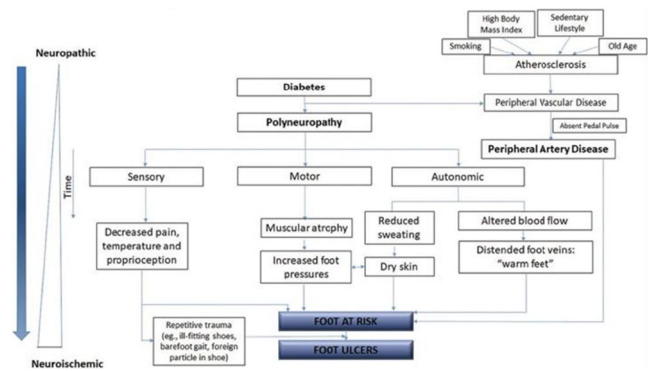 High Body
Mass Index
Sedentary
Lifestyle
Smoking
Old Age
Neuropathic
Atherosclerosis
Diabetes
Peripheral Vascular Disease
Polyneuropathy
Absent Pedal Pulse
Peripheral Artery Disease
Time
Sensory
Motor
Autonomic
Decreased pain,
temperature and
proprioception
Muscular atrophy
Reduced
sweating
Altered blood flow
Increased foot
pressures
Dry skin
Distended foot veins:
"warm feet"
FOOT AT RISK
Repetitive trauma
(eg., ill-fitting shoes,
barefoot gait, foreign
particle in shoe)
FOOT ULCERS
Neuroischemic